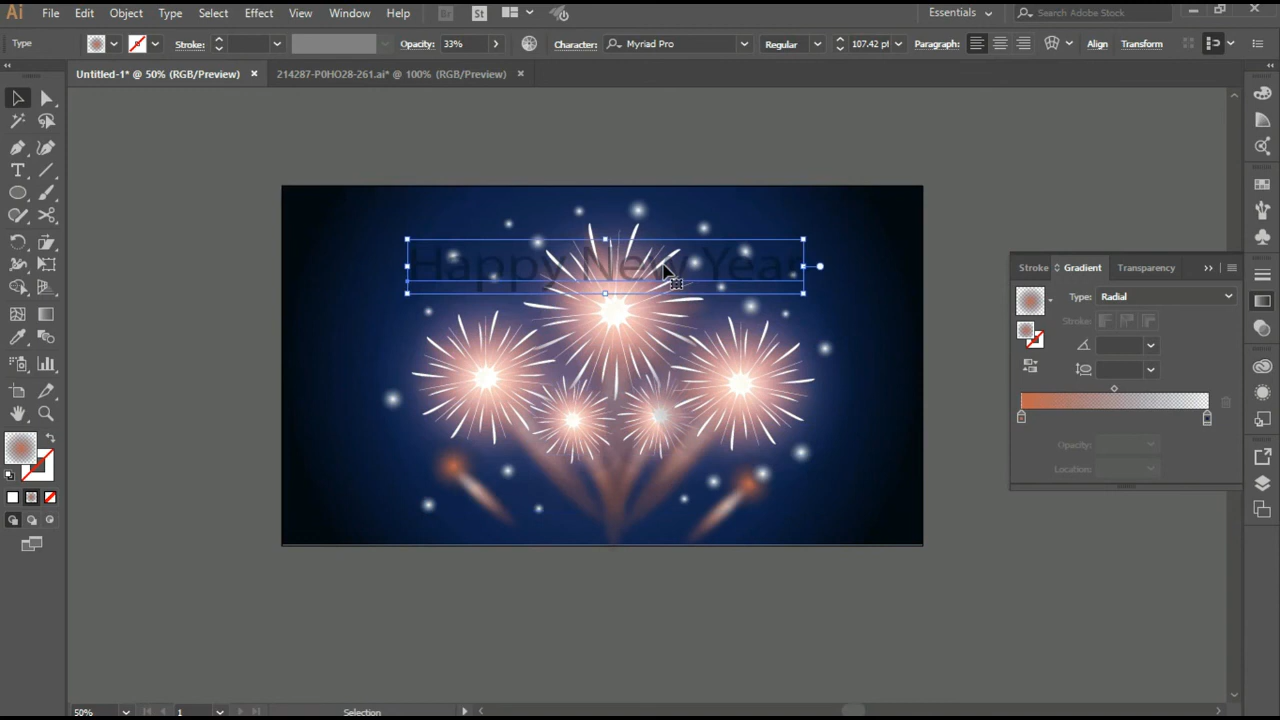 Ai File Edit Object Type Select Effect View Window Help Br St Essentials Search Adobe Stock
Type Stroke: Opacity: 33% Character: Myriad Pro Regular 107.42 pt Paragraph: Align Transform
Untitled-1* @ 50% (RGB/Preview) × 214287-P0HO28-261.ai* @ 100% (RGB/Preview) ×
Happy New Year
Stroke Gradient Transparency
Type: Radial
Stroke:
Opacity:
Location:
50% 1 Selection